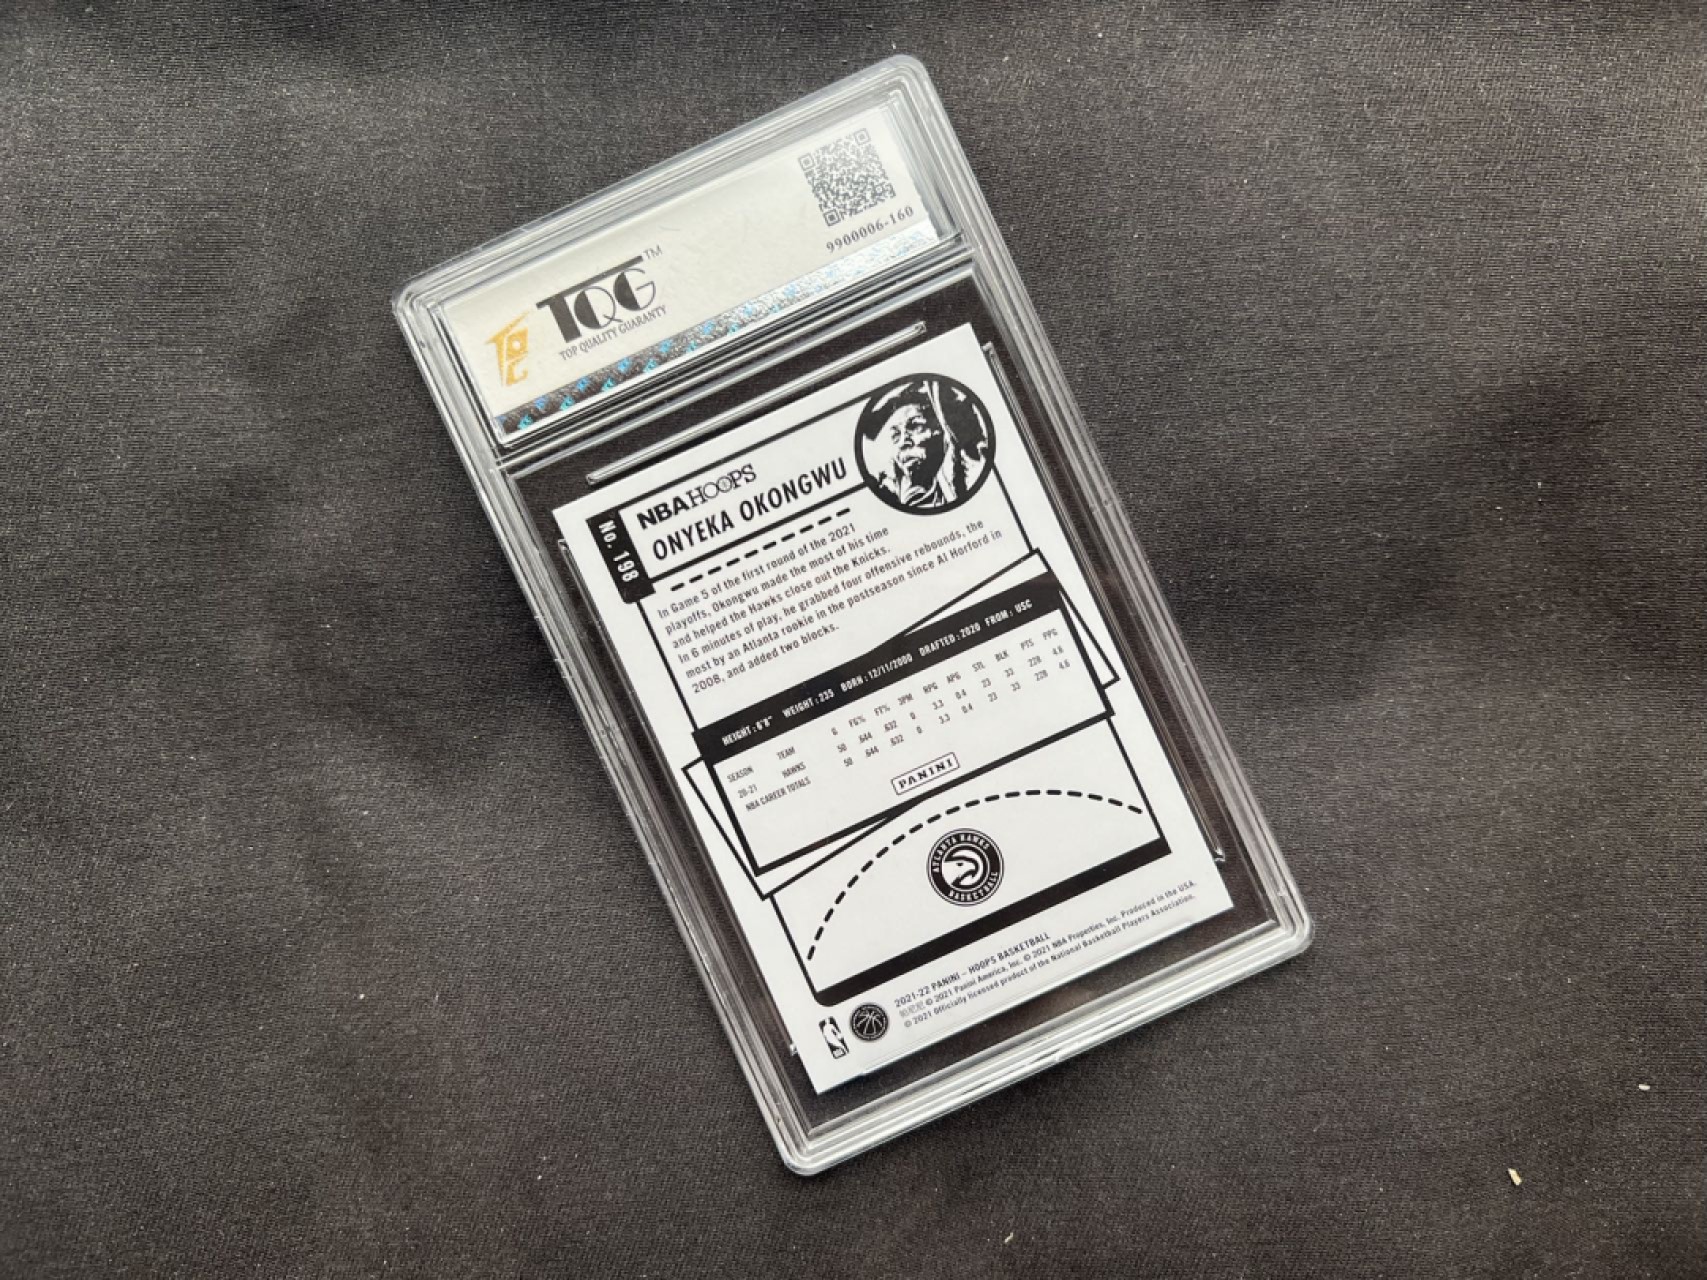 TQG™
TOP QUALITY GUARANTY
9900006-160
No. 198
NBA HOOPS
ONYEKA OKONGWU
In Game 5 of the first round of the 2021
playoffs, Okongwu made the most of his time
and helped the Hawks close out the Knicks.
In 6 minutes of play, he grabbed four offensive rebounds, the
most by an Atlanta rookie in the postseason since Al Horford in
2008, and added two blocks.
HEIGHT: 6'8" WEIGHT: 235 BORN: 12/11/2000 DRAFTED: 2020 FROM: USC
SEASON TEAM G FG% FT% 3PM RPG APG STL BLK PTS PPG
20-21 HAWKS 50 .644 .632 0 3.3 0.4 23 33 228 4.6
NBA CAREER TOTALS 50 .644 .632 0 3.3 0.4 23 33 228 4.6
PANINI
ATLANTA HAWKS
BASKETBALL
2021-22 PANINI – HOOPS BASKETBALL
帕尼尼 © 2021 Panini America, Inc. © 2021 NBA Properties, Inc. Produced in the USA.
© 2021 Officially licensed product of the National Basketball Players Association.